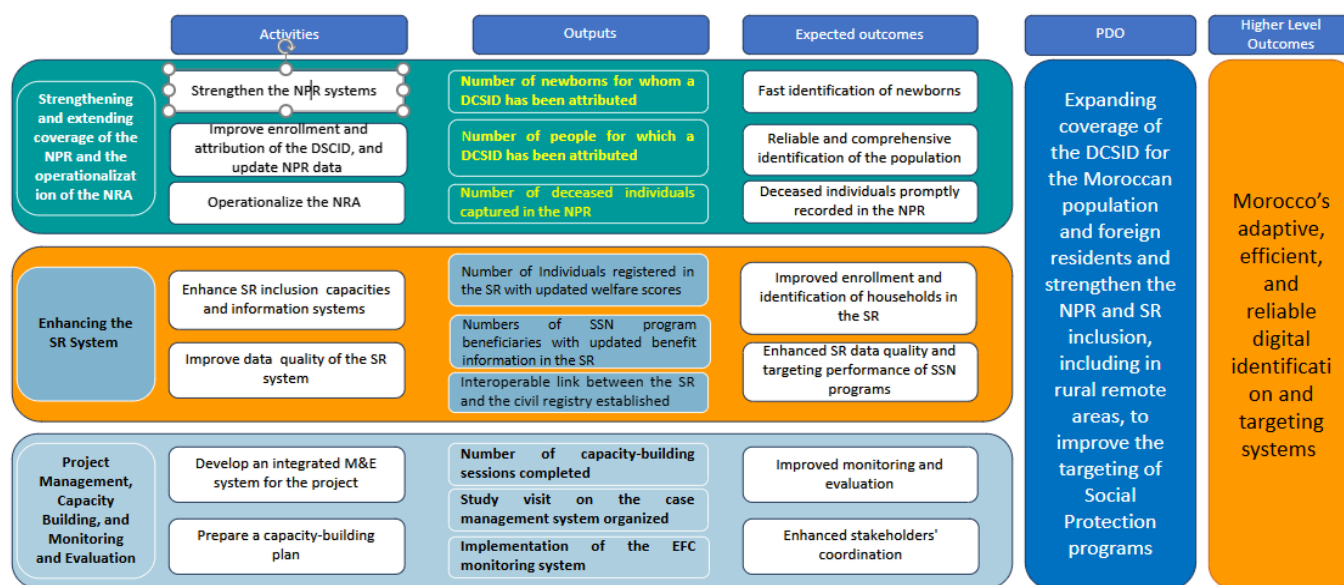 Activities
Outputs
Expected outcomes
PDO
Higher Level
Outcomes
Strengthening
and extending
coverage of the
NPR and the
operationalizat
ion of the NRA
Strengthen the NPR systems
Improve enrollment and
attribution of the DSCID, and
update NPR data
Operationalize the NRA
Number of newborns for whom a
DCSID has been attributed
Number of people for which a
DCSID has been attributed
Number of deceased individuals
captured in the NPR
Fast identification of newborns
Reliable and comprehensive
identification of the population
Deceased individuals promptly
recorded in the NPR
Enhancing the
SR System
Enhance SR inclusion capacities
and information systems
Improve data quality of the SR
system
Number of Individuals registered in
the SR with updated welfare scores
Numbers of SSN program
beneficiaries with updated benefit
information in the SR
Interoperable link between the SR
and the civil registry established
Improved enrollment and
identification of households in
the SR
Enhanced SR data quality and
targeting performance of SSN
programs
Project
Management,
Capacity
Building, and
Monitoring
and Evaluation
Develop an integrated M&E
system for the project
Prepare a capacity-building
plan
Number of capacity-building
sessions completed
Study visit on the case
management system organized
Implementation of the EFC
monitoring system
Improved monitoring and
evaluation
Enhanced stakeholders'
coordination
Expanding
coverage of
the DCSID for
the Moroccan
population
and foreign
residents and
strengthen the
NPR and SR
inclusion,
including in
rural remote
areas, to
improve the
targeting of
Social
Protection
programs
Morocco's
adaptive,
efficient,
and
reliable
digital
identificati
on and
targeting
systems